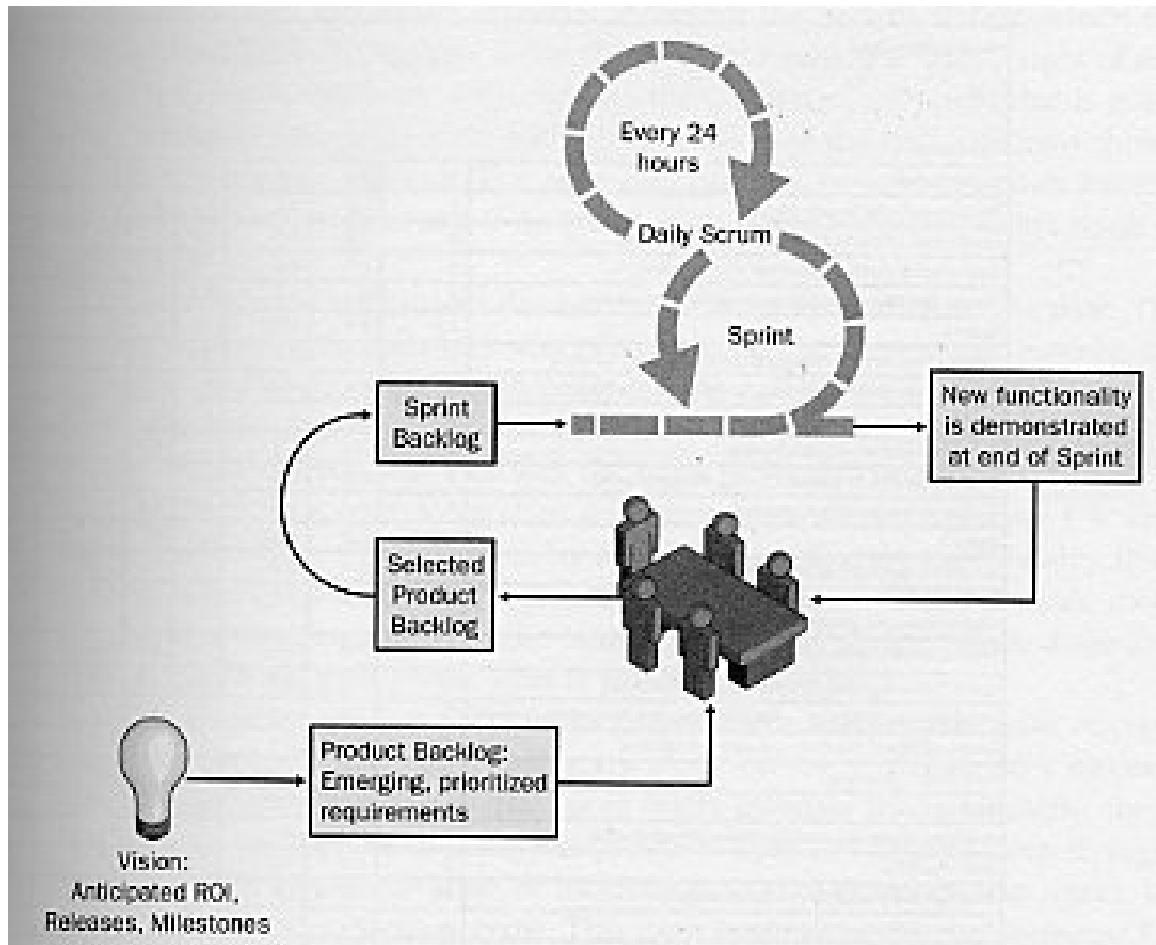 Every 24
hours
Daily Scrum
Sprint
Sprint
Backlog
New functionality
is demonstrated
at end of Sprint
Selected
Product
Backlog
Product Backlog:
Emerging, prioritized
requirements
Vision:
Anticipated ROI,
Releases, Milestones